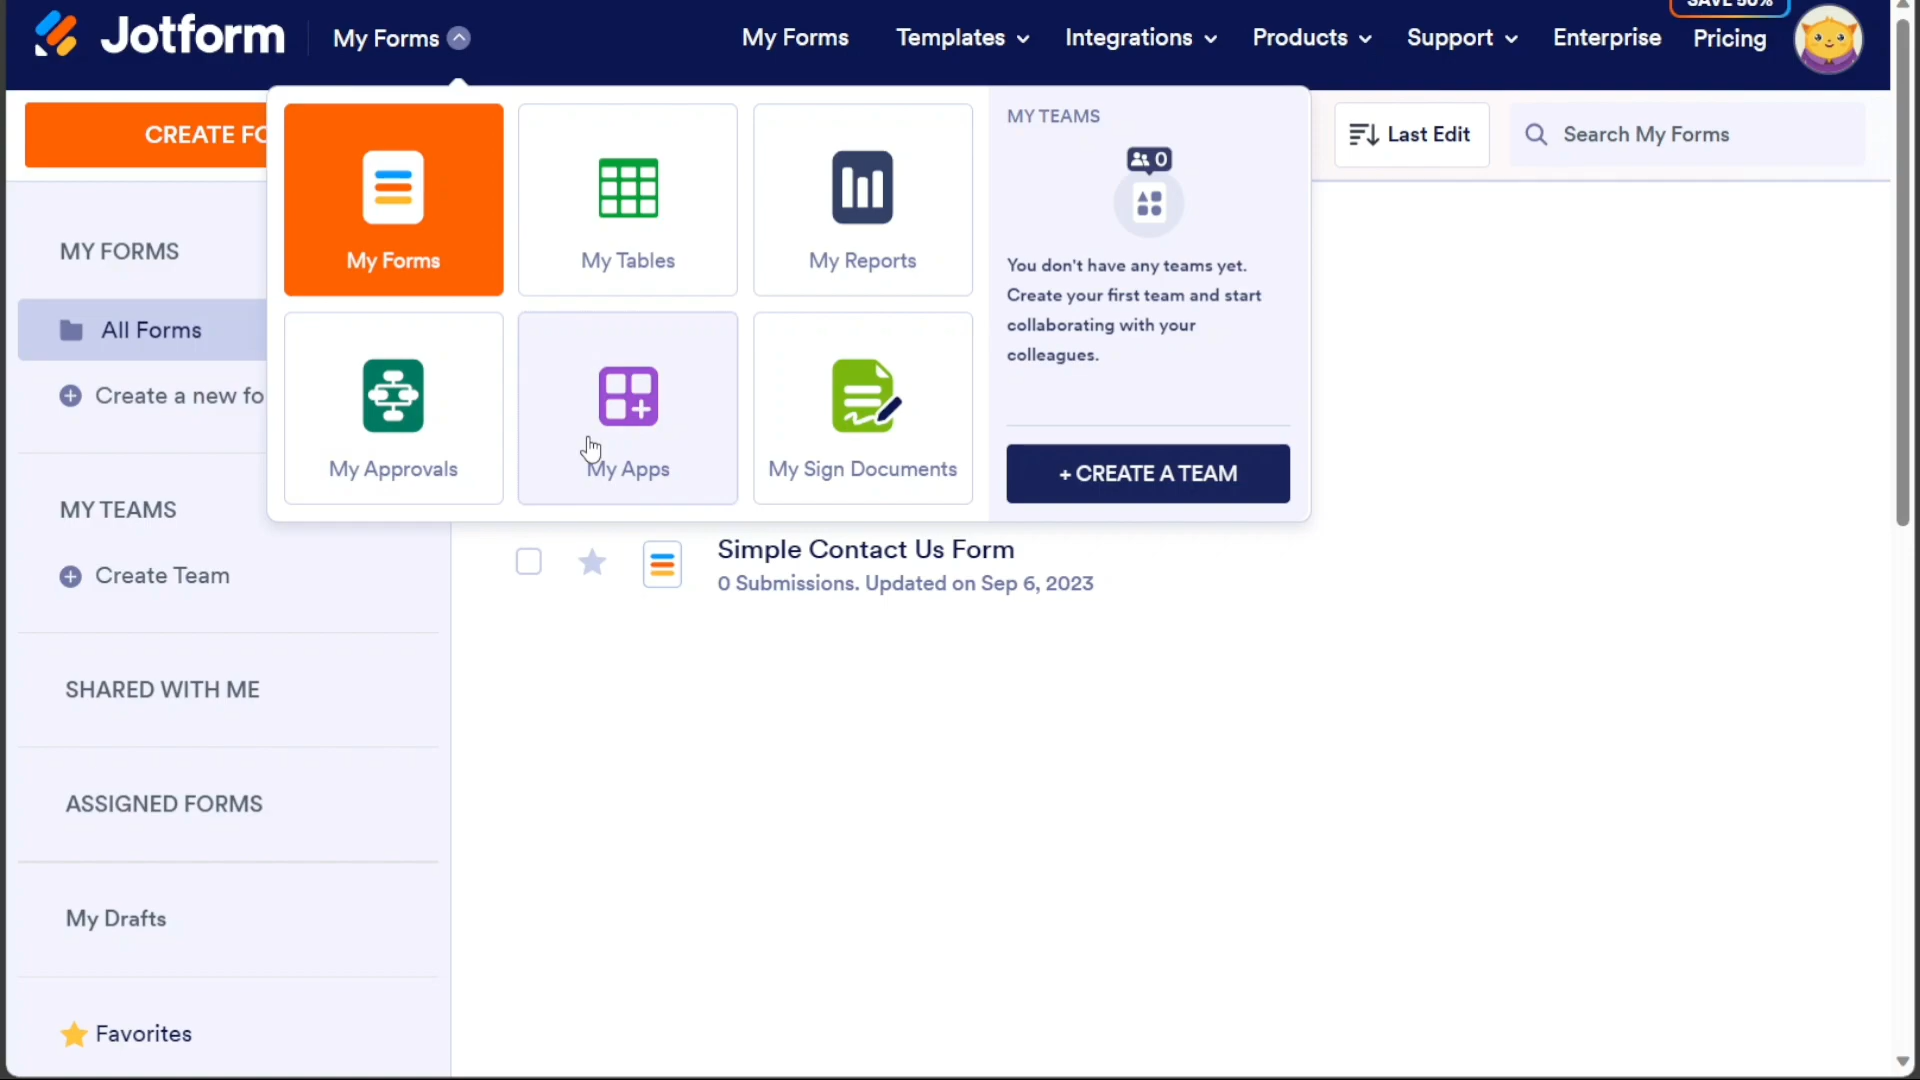 SAVE 50%
Jotform
My Forms
My Forms
Templates
Integrations
Products
Support
Enterprise
Pricing
CREATE FO
Last Edit
Search My Forms
My Forms
My Tables
My Reports
My Approvals
My Apps
My Sign Documents
MY TEAMS
0
You don't have any teams yet.
Create your first team and start
collaborating with your
colleagues.
+ CREATE A TEAM
MY FORMS
All Forms
Create a new fo
MY TEAMS
Create Team
SHARED WITH ME
ASSIGNED FORMS
My Drafts
Favorites
Simple Contact Us Form
0 Submissions. Updated on Sep 6, 2023